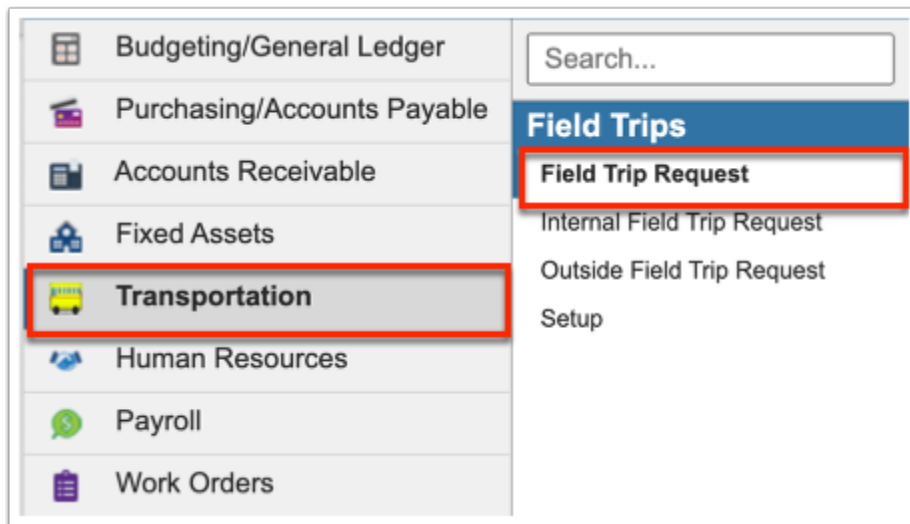 Budgeting/General Ledger
Purchasing/Accounts Payable
Accounts Receivable
Fixed Assets
Transportation
Human Resources
Payroll
Work Orders
Search...
Field Trips
Field Trip Request
Internal Field Trip Request
Outside Field Trip Request
Setup